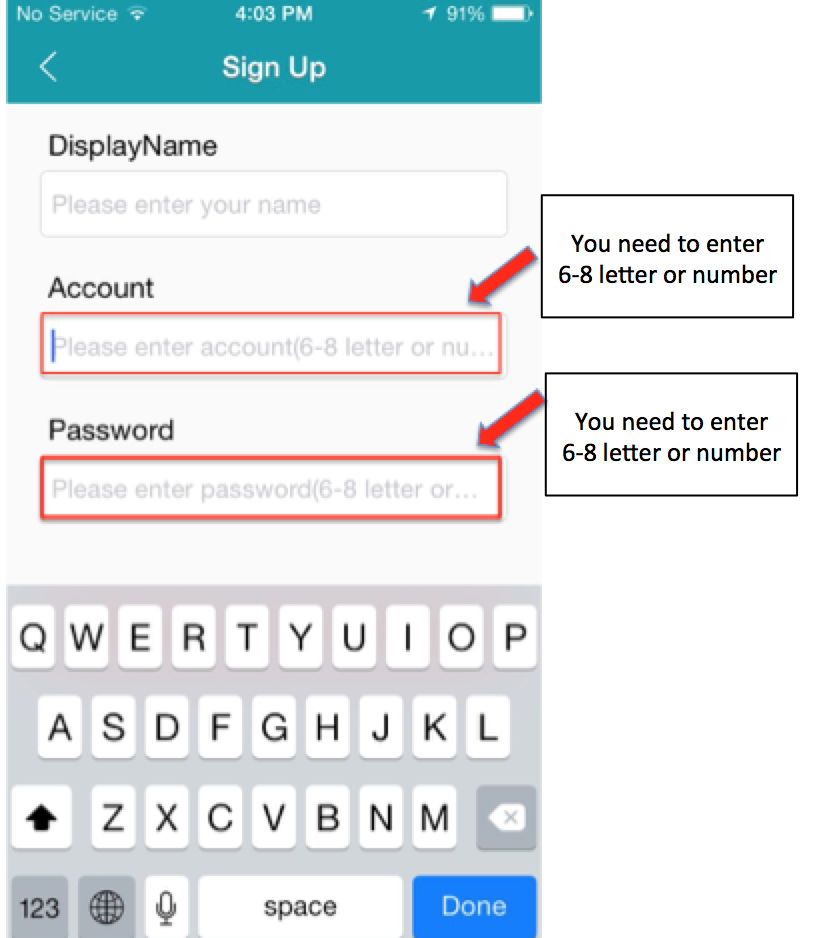 No Service 4:03 PM 91%
Sign Up
DisplayName
Please enter your name
You need to enter
6-8 letter or number
Account
Please enter account(6-8 letter or nu...
You need to enter
6-8 letter or number
Password
Please enter password(6-8 letter or...
Q W E R T Y U I O P
A S D F G H J K L
Z X C V B N M
123 space Done